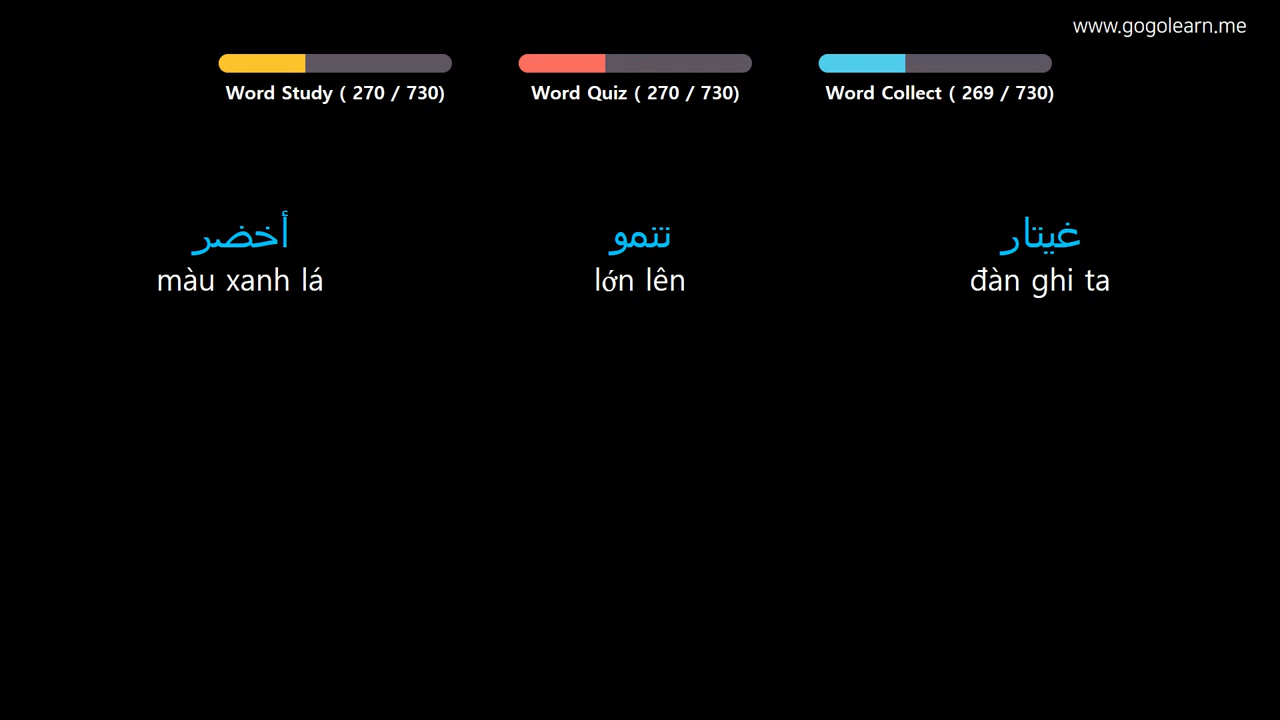 www.gogolearn.me
Word Study ( 270 / 730)
Word Quiz ( 270 / 730)
Word Collect ( 269 / 730)
أخضر
màu xanh lá
تنمو
lớn lên
غيتار
đàn ghi ta